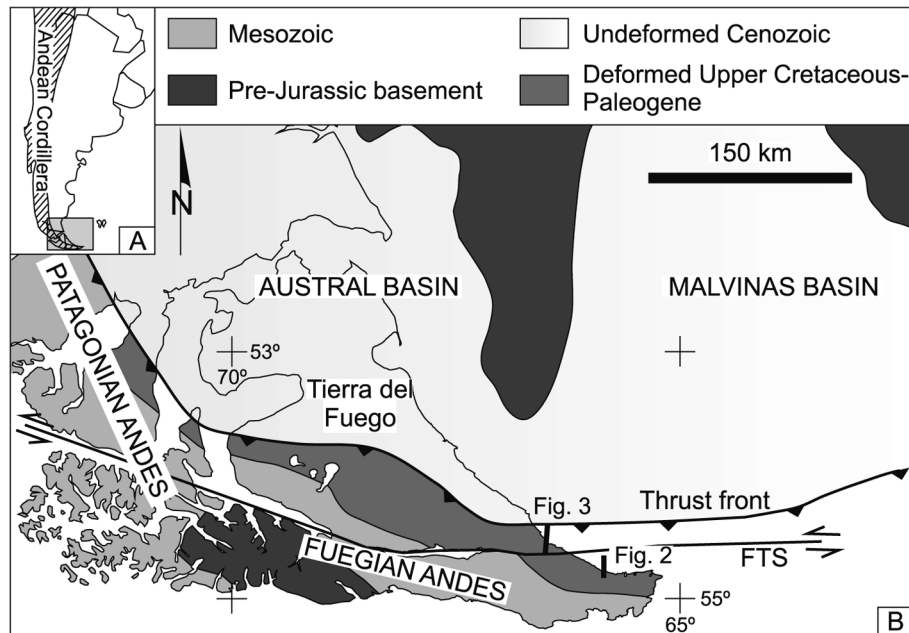 Mesozoic
Undeformed Cenozoic
Pre-Jurassic basement
Deformed Upper Cretaceous-
Paleogene
Andean Cordillera
A
N
150 km
PATAGONIAN ANDES
AUSTRAL BASIN
MALVINAS BASIN
53º
70º
Tierra del
Fuego
Fig. 3
Thrust front
FUEGIAN ANDES
Fig. 2
FTS
55º
65º
B